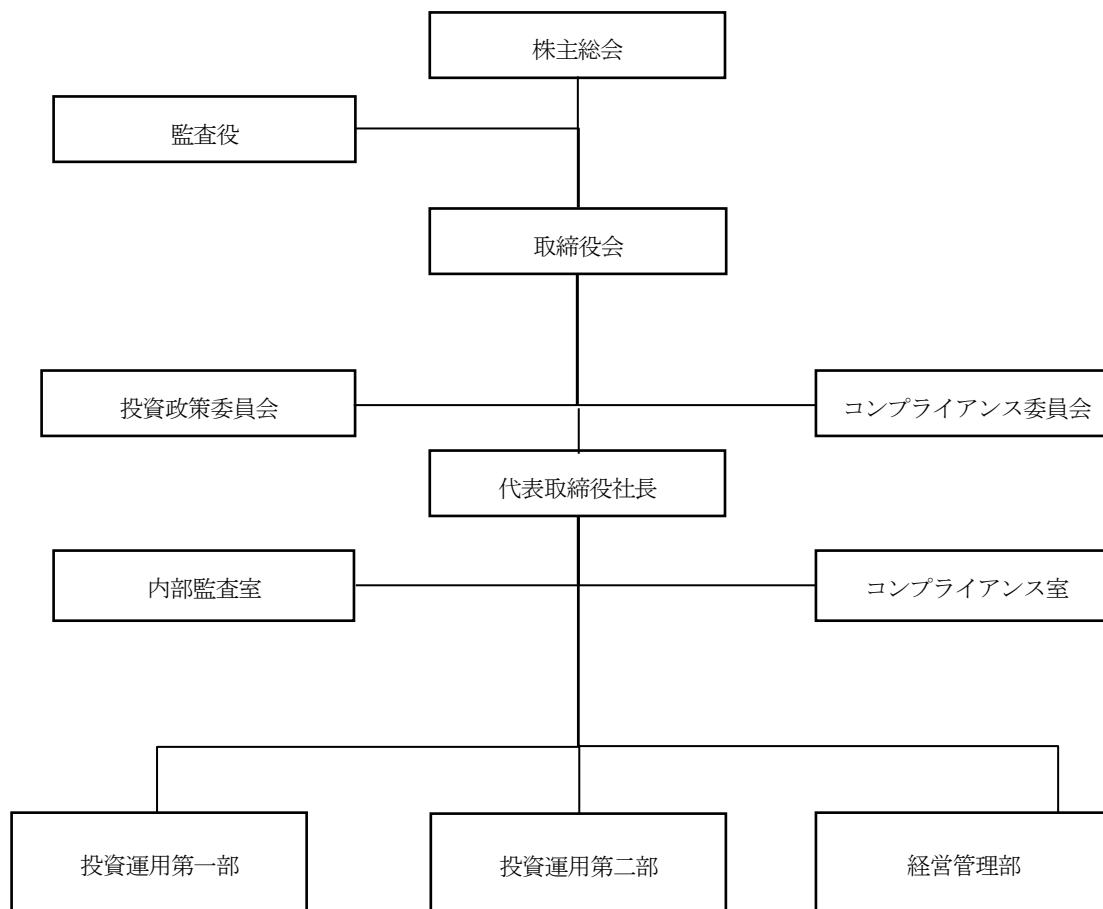 株主総会
監査役
取締役会
投資政策委員会
コンプライアンス委員会
代表取締役社長
内部監査室
コンプライアンス室
投資運用第一部
投資運用第二部
経営管理部